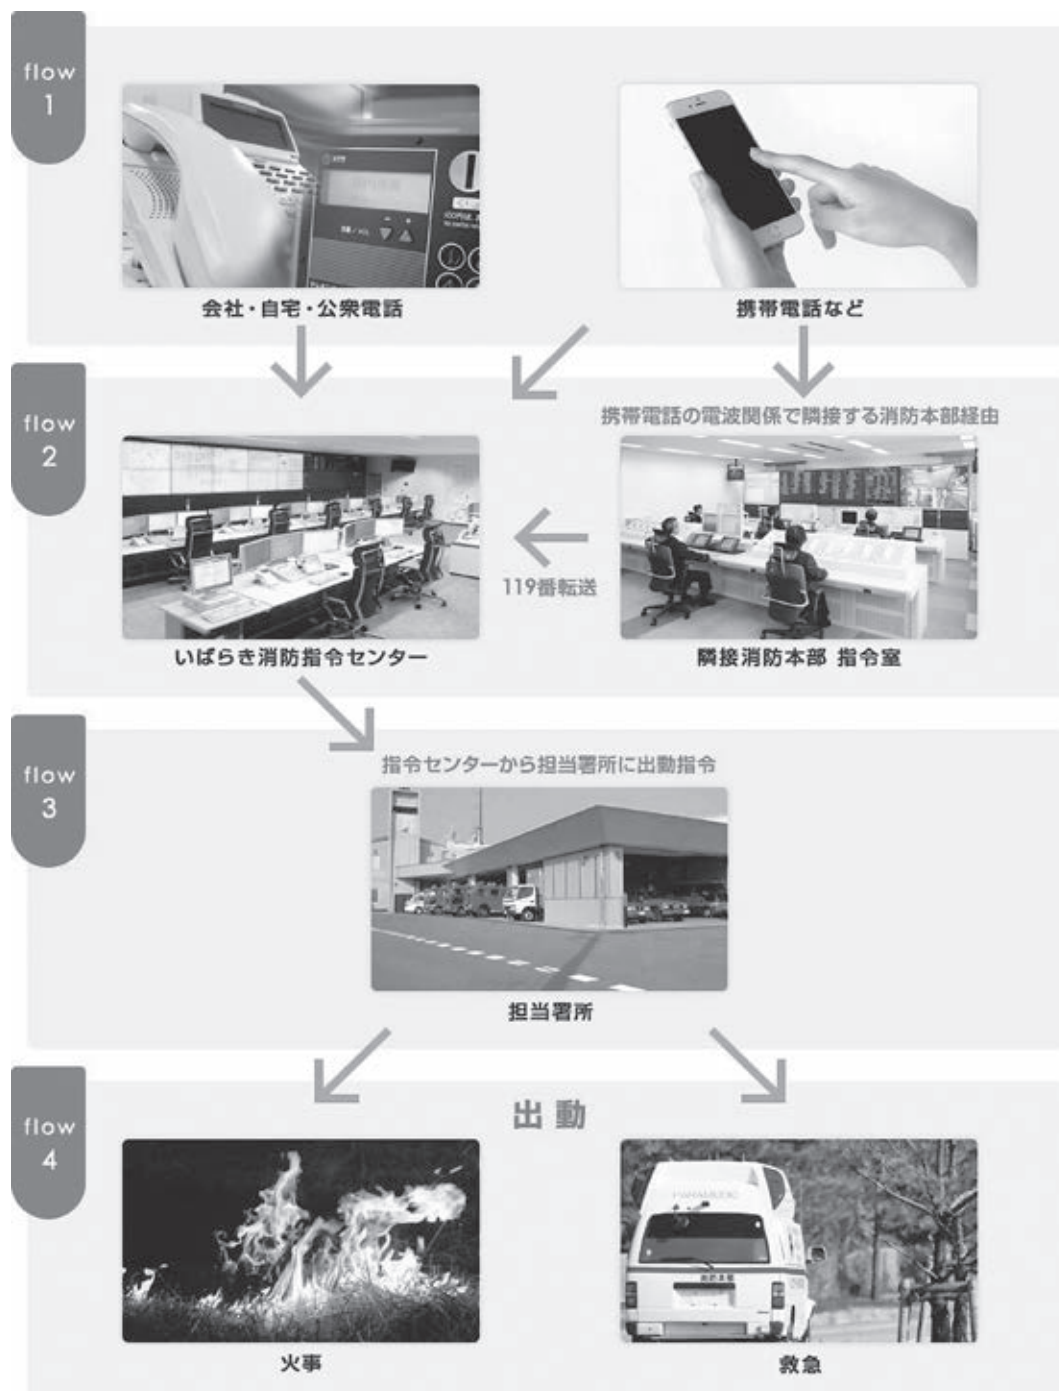 flow
1
会社・自宅・公衆電話
携帯電話など
flow
2
携帯電話の電波関係で隣接する消防本部経由
119番転送
いばらき消防指令センター
隣接消防本部 指令室
flow
3
指令センターから担当署所に出動指令
担当署所
flow
4
出動
PARAMEDIC
消防本部
火事
救急